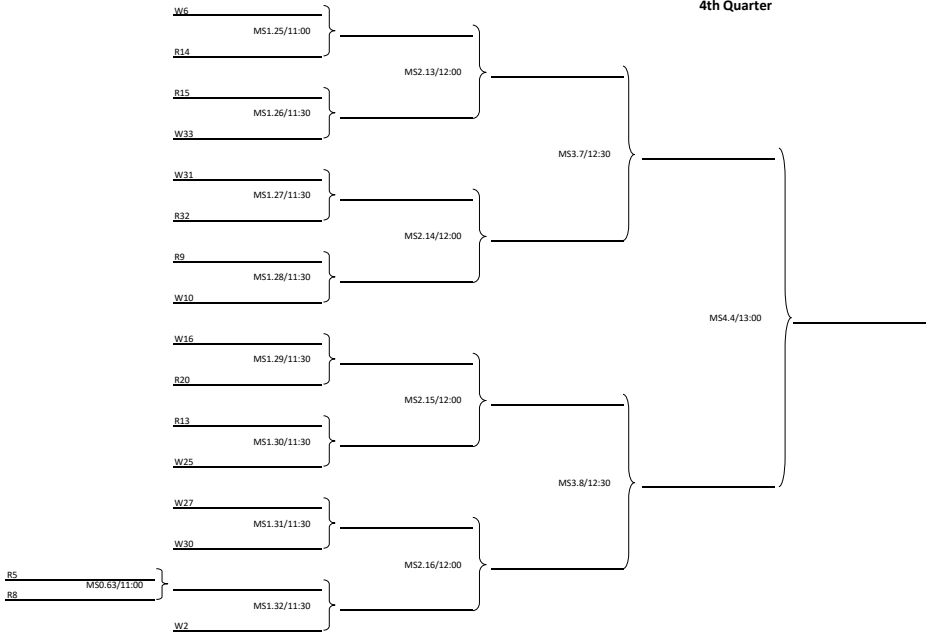 4th Quarter
W6
MS1.25/11:00
R14
MS2.13/12:00
R15
MS1.26/11:30
W33
MS3.7/12:30
W31
MS1.27/11:30
R32
MS2.14/12:00
R9
MS1.28/11:30
W10
MS4.4/13:00
W16
MS1.29/11:30
R20
MS2.15/12:00
R13
MS1.30/11:30
W25
MS3.8/12:30
W27
MS1.31/11:30
W30
MS2.16/12:00
R5
MS0.63/11:00
R8
MS1.32/11:30
W2